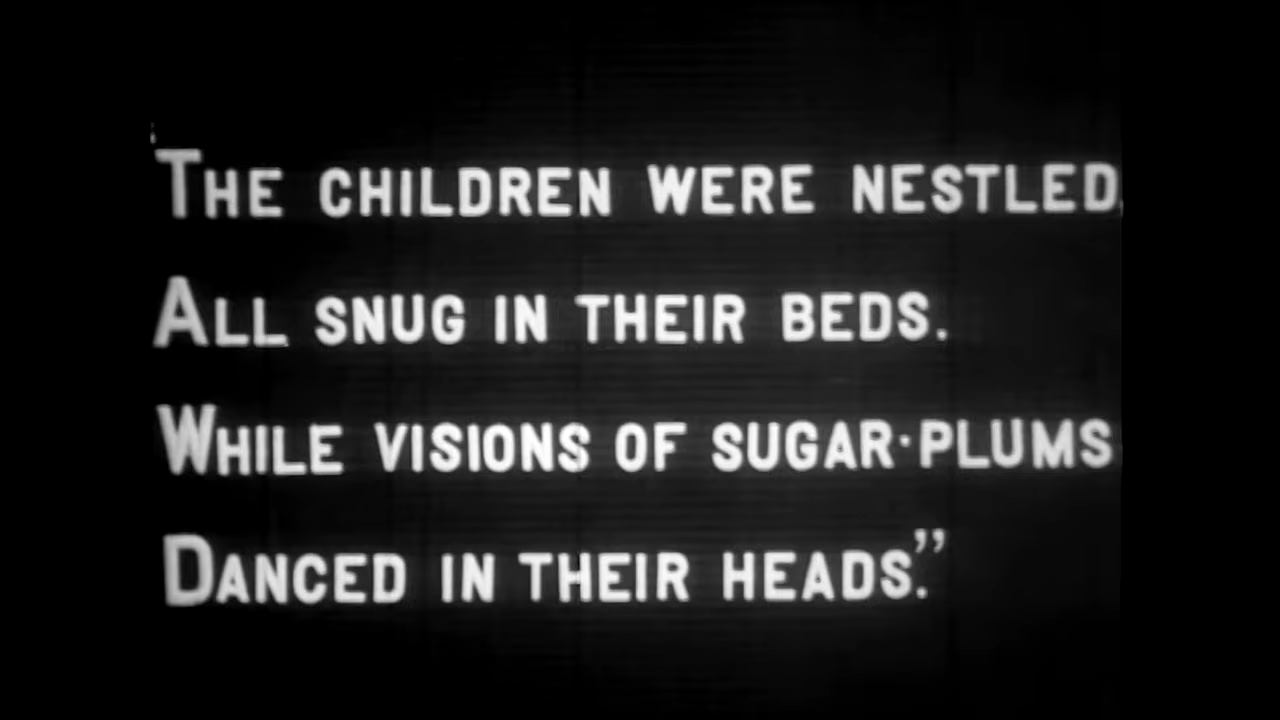 The children were nestled,
All snug in their beds.
While visions of sugar·plums
Danced in their heads.”